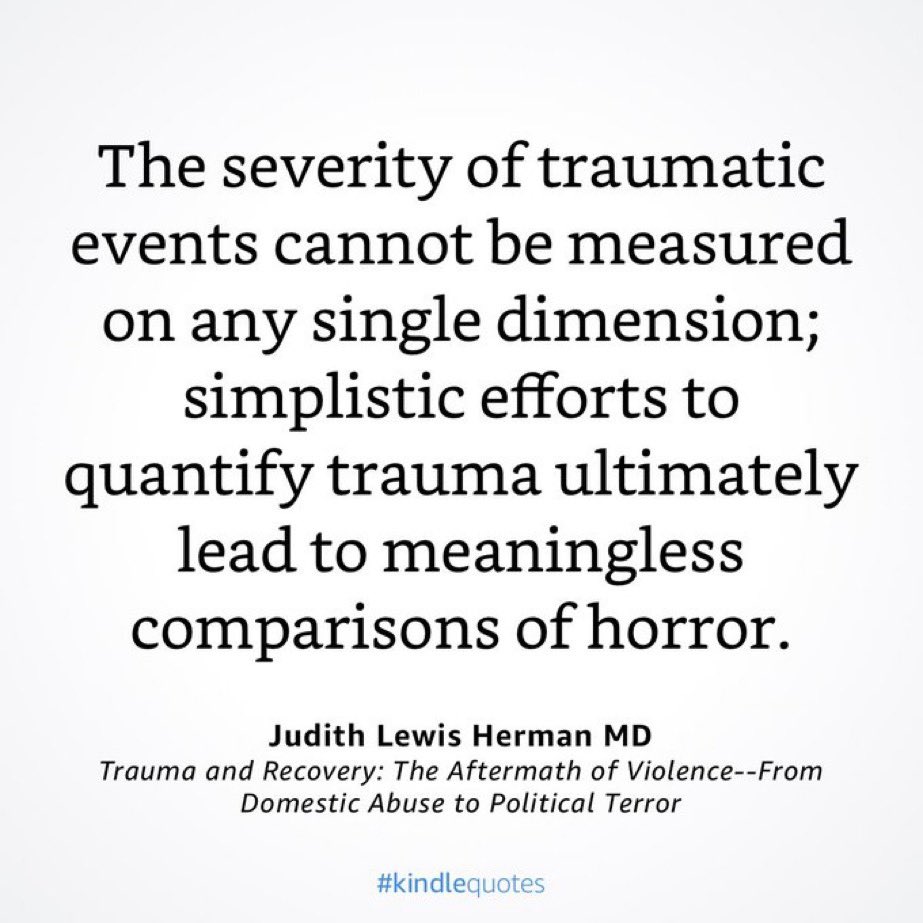 The severity of traumatic
events cannot be measured
on any single dimension;
simplistic efforts to
quantify trauma ultimately
lead to meaningless
comparisons of horror.
Judith Lewis Herman MD
Trauma and Recovery: The Aftermath of Violence--From
Domestic Abuse to Political Terror
#kindlequotes